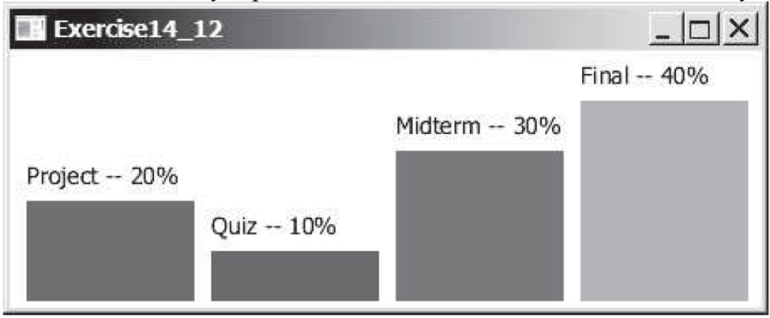 Exercise14_12
Final -- 40%
Midterm -- 30%
Project -- 20%
Quiz -- 10%